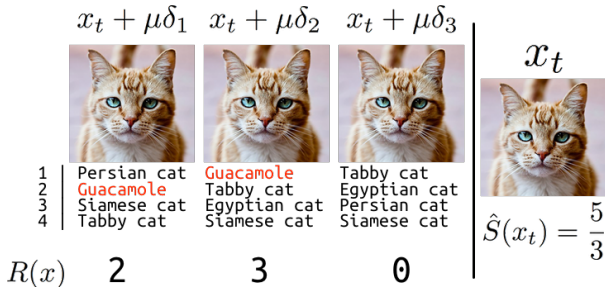 x_t + μδ_1 x_t + μδ_2 x_t + μδ_3
x_t
1 Persian cat Guacamole Tabby cat
2 Guacamole Tabby cat Egyptian cat
3 Siamese cat Egyptian cat Persian cat
4 Tabby cat Siamese cat Siamese cat
Ŝ(x_t) = 5/3
R(x) 2 3 0